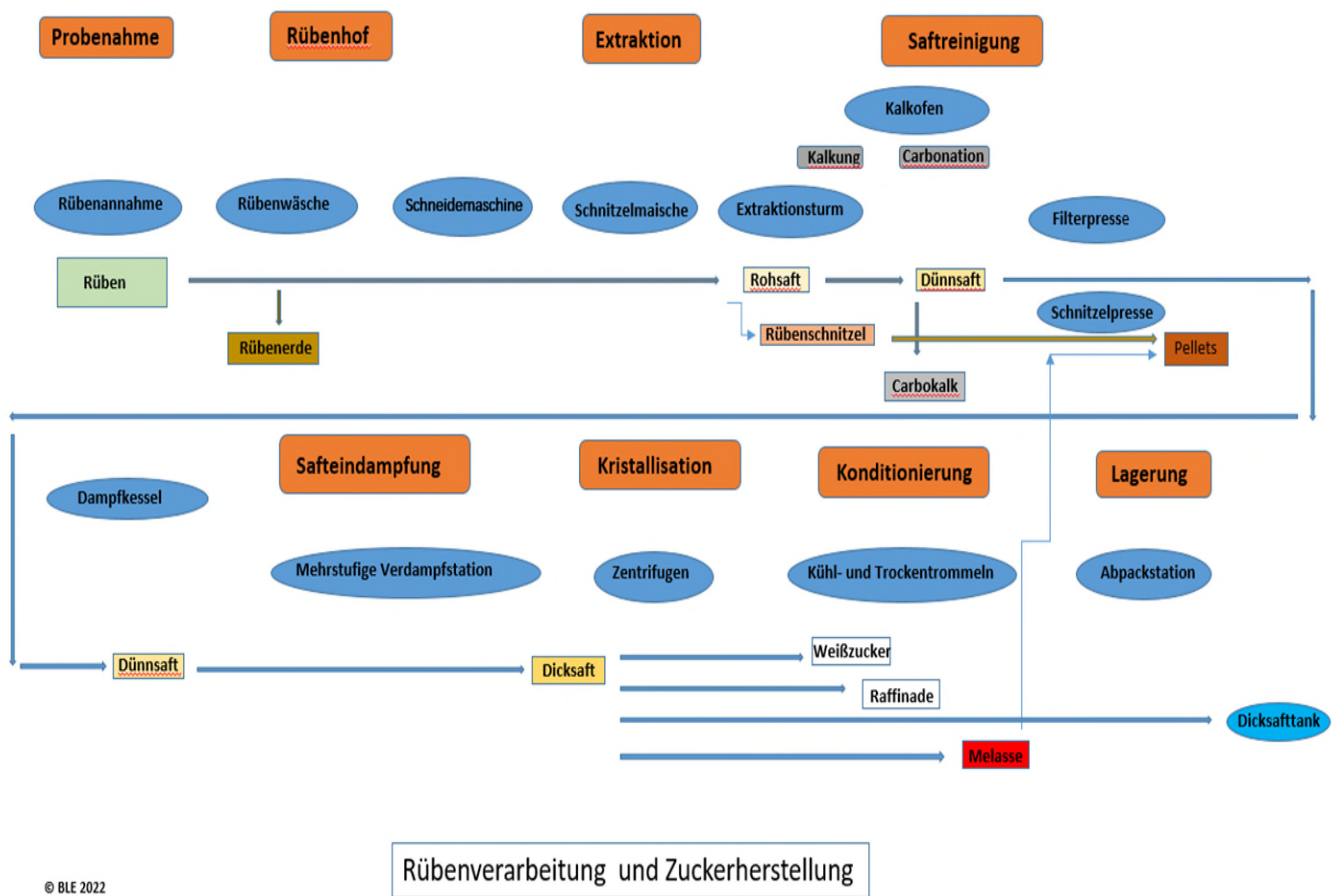 Probenahme
Rübenhof
Extraktion
Saftreinigung
Kalkofen
Kalkung
Carbonation
Rübenannahme
Rübenwäsche
Schneidemaschine
Schnitzelmaische
Extraktionsturm
Filterpresse
Rüben
Rohsaft
Dünnsaft
Schnitzelpresse
Rübenerde
Rübenschnitzel
Pellets
Carbokalk
Safteindampfung
Kristallisation
Konditionierung
Lagerung
Dampfkessel
Mehrstufige Verdampfstation
Zentrifugen
Kühl- und Trockentrommeln
Abpackstation
Weißzucker
Dünnsaft
Dicksaft
Raffinade
Dicksafttank
Melasse
Rübenverarbeitung und Zuckerherstellung
© BLE 2022